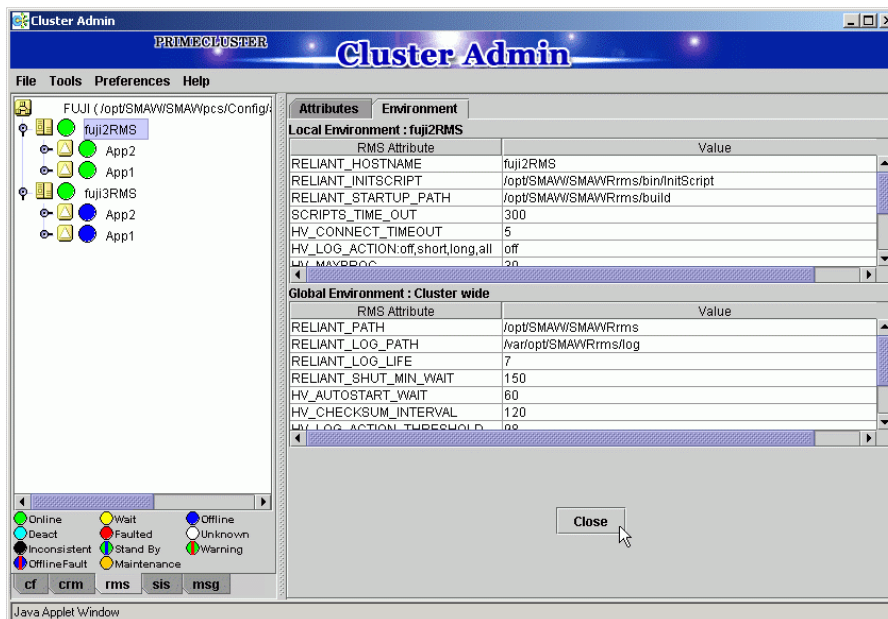 Cluster Admin
PRIMECLUSTER
Cluster Admin
File Tools Preferences Help
FUJI (/opt/SMAW/SMAWpcs/Config/
fuji2RMS
App2
App1
fuji3RMS
App2
App1
Online Wait Offline
Deact Faulted Unknown
Inconsistent Stand By Warning
OfflineFault Maintenance
cf crm rms sis msg
Attributes Environment
Local Environment : fuji2RMS
RMS Attribute Value
RELIANT_HOSTNAME fuji2RMS
RELIANT_INITSCRIPT /opt/SMAW/SMAWRrms/bin/InitScript
RELIANT_STARTUP_PATH /opt/SMAW/SMAWRrms/build
SCRIPTS_TIME_OUT 300
HV_CONNECT_TIMEOUT 5
HV_LOG_ACTION:off,short,long,all off
HV_MAXPROC 30
Global Environment : Cluster wide
RMS Attribute Value
RELIANT_PATH /opt/SMAW/SMAWRrms
RELIANT_LOG_PATH /var/opt/SMAWRrms/log
RELIANT_LOG_LIFE 7
RELIANT_SHUT_MIN_WAIT 150
HV_AUTOSTART_WAIT 60
HV_CHECKSUM_INTERVAL 120
HV_LOG_ACTION_THRESHOLD 98
Close
Java Applet Window